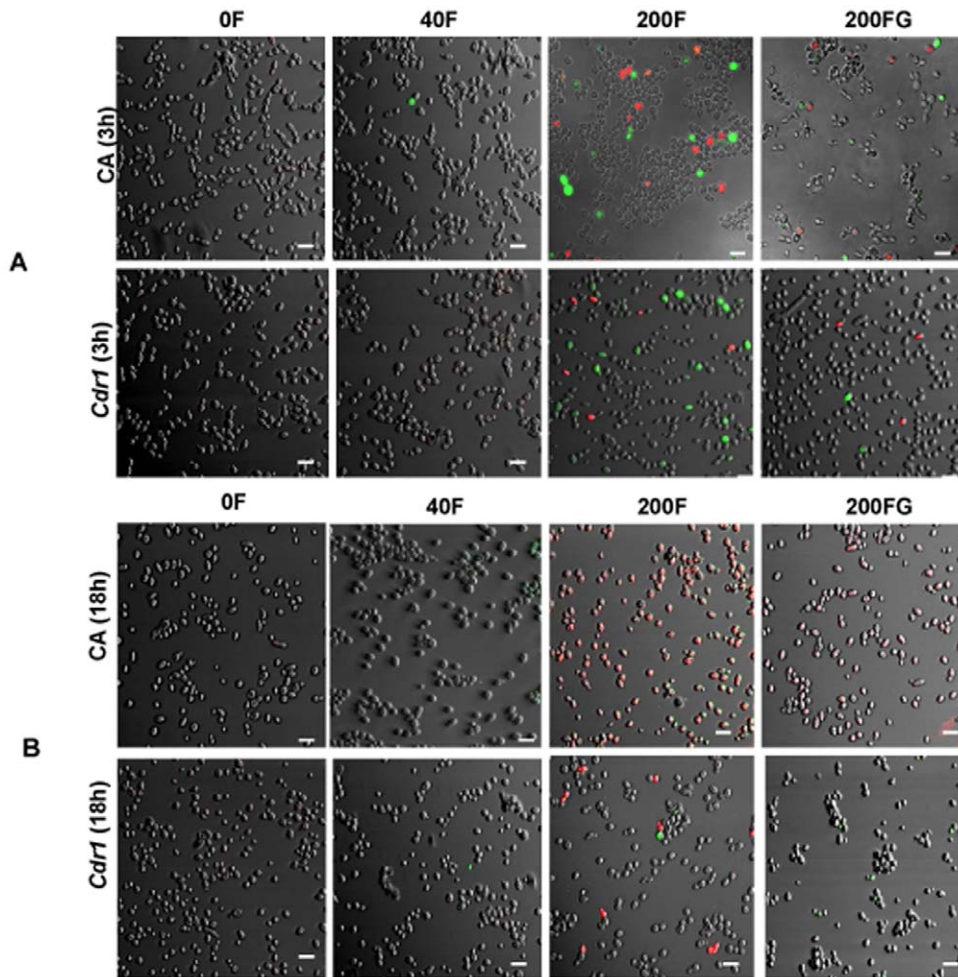 0F 40F 200F 200FG
A
CA (3h)
Cdr1 (3h)
0F 40F 200F 200FG
B
CA (18h)
Cdr1 (18h)